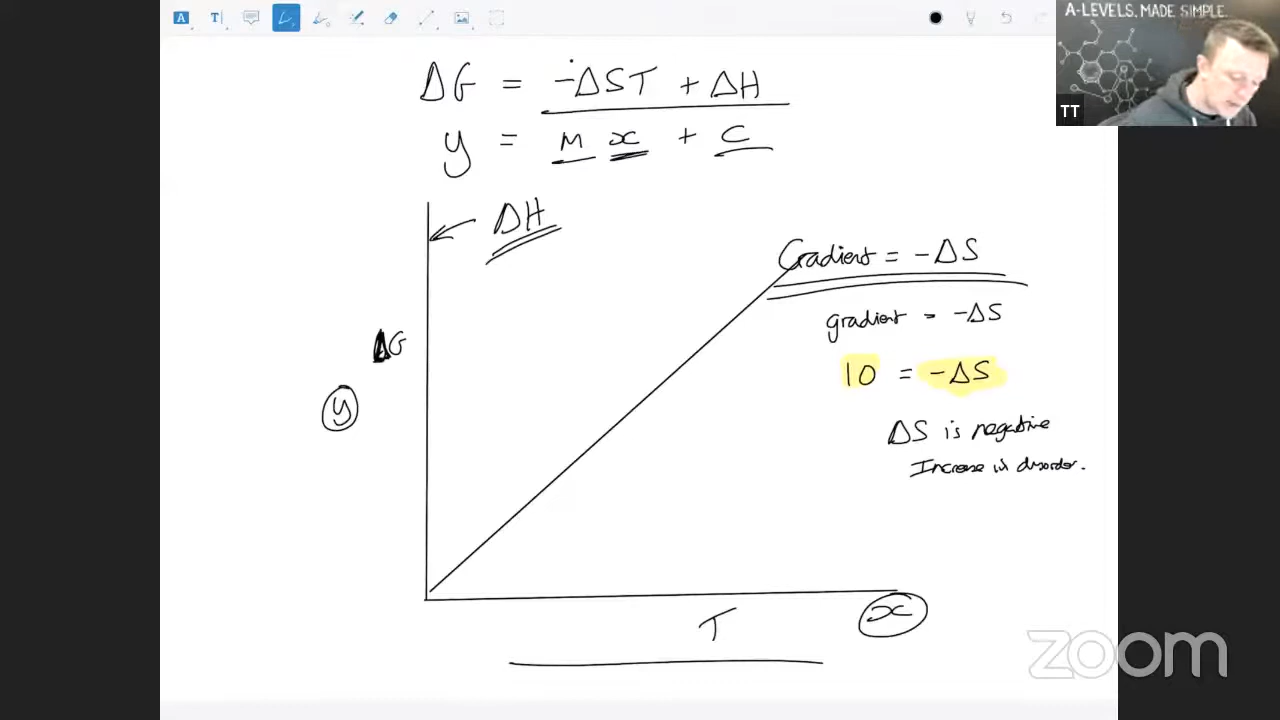 A-LEVELS. MADE SIMPLE.
TT
ΔG = -ΔST + ΔH
y = m x + c
ΔH
Gradient = -ΔS
gradient = -ΔS
ΔG
10 = -ΔS
y
ΔS is negative
Increase in disorder.
x
T
zoom